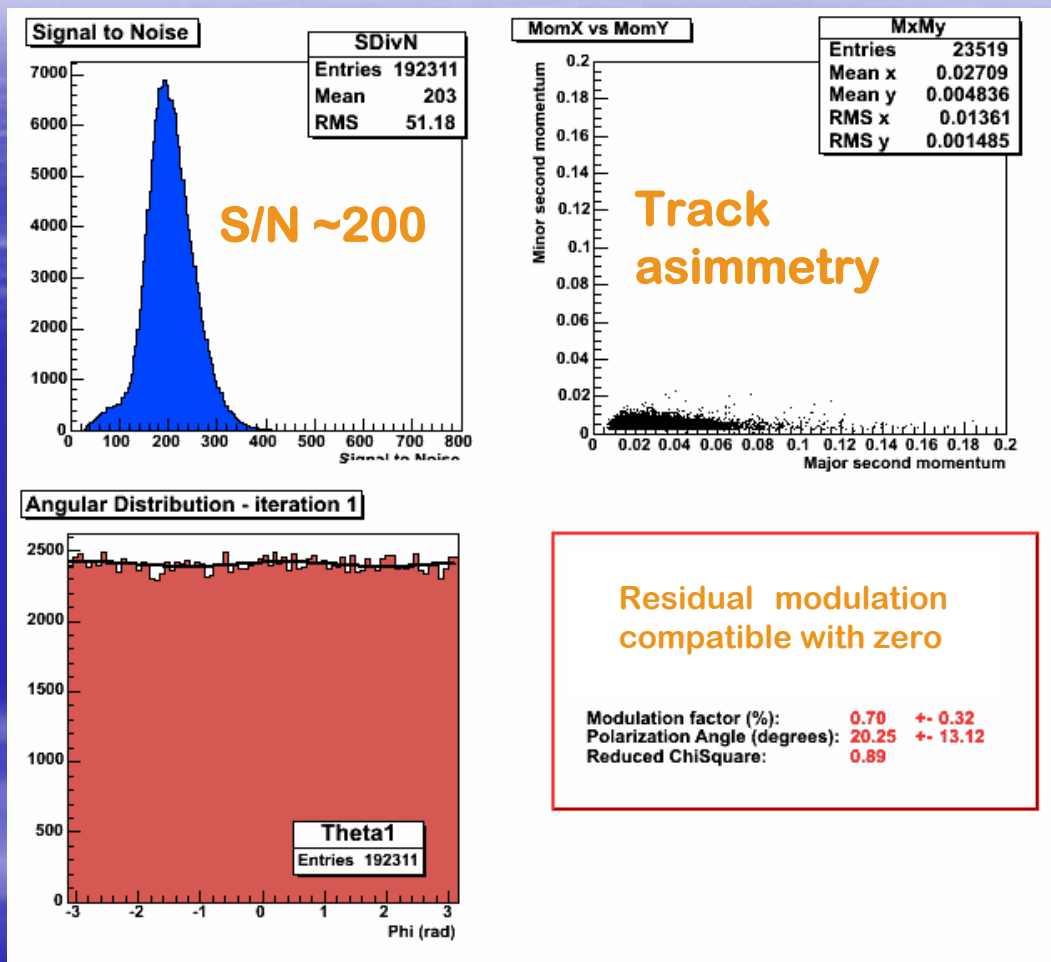 Signal to Noise
SDivN
Entries 192311
Mean 203
RMS 51.18
7000
6000
5000
4000
3000
2000
1000
0
S/N ~200
0 100 200 300 400 500 600 700 800
Signal to Noise
MomX vs MomY
MxMy
Entries 23519
Mean x 0.02709
Mean y 0.004836
RMS x 0.01361
RMS y 0.001485
Minor second momentum
0.2
0.18
0.16
0.14
0.12
0.1
0.08
0.06
0.04
0.02
0
Track
asimmetry
0 0.02 0.04 0.06 0.08 0.1 0.12 0.14 0.16 0.18 0.2
Major second momentum
Angular Distribution - iteration 1
2500
2000
1500
1000
500
0
Theta1
Entries 192311
-3 -2 -1 0 1 2 3
Phi (rad)
Residual modulation
compatible with zero
Modulation factor (%): 0.70 +- 0.32
Polarization Angle (degrees): 20.25 +- 13.12
Reduced ChiSquare: 0.89